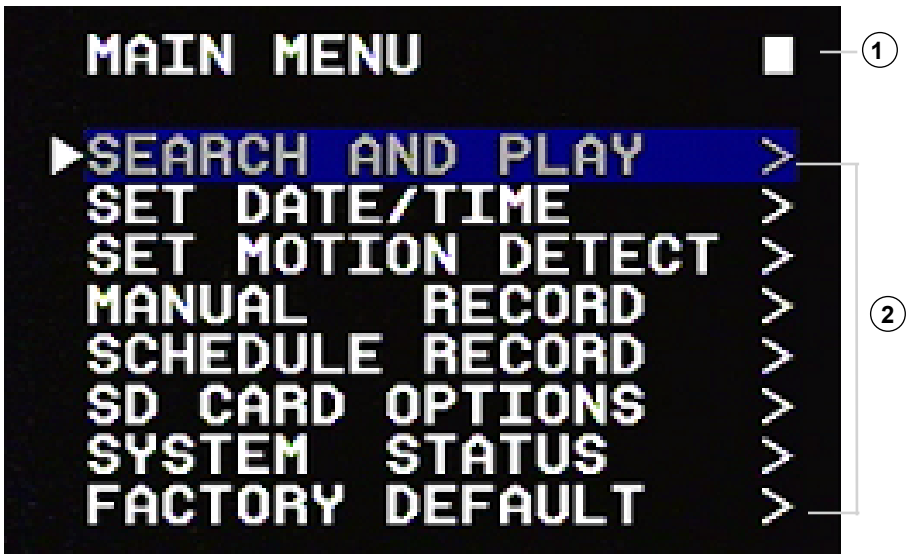 MAIN MENU
1
SEARCH AND PLAY >
SET DATE/TIME >
SET MOTION DETECT >
MANUAL RECORD >
SCHEDULE RECORD >
SD CARD OPTIONS >
SYSTEM STATUS >
FACTORY DEFAULT >
2